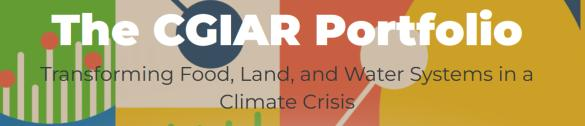 The CGIAR Portfolio
Transforming Food, Land, and Water Systems in a
Climate Crisis